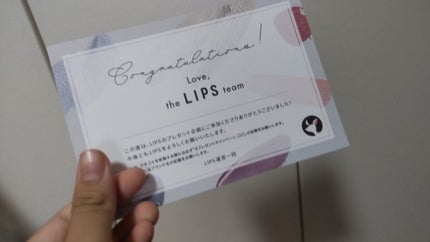 Congratulations!
Love,
the LIPS team
この度は、LIPSのプレゼント企画にご参加くださりありがとうございました!
今後ともLIPSをよろしくお願いいたします。
LIPS運営一同